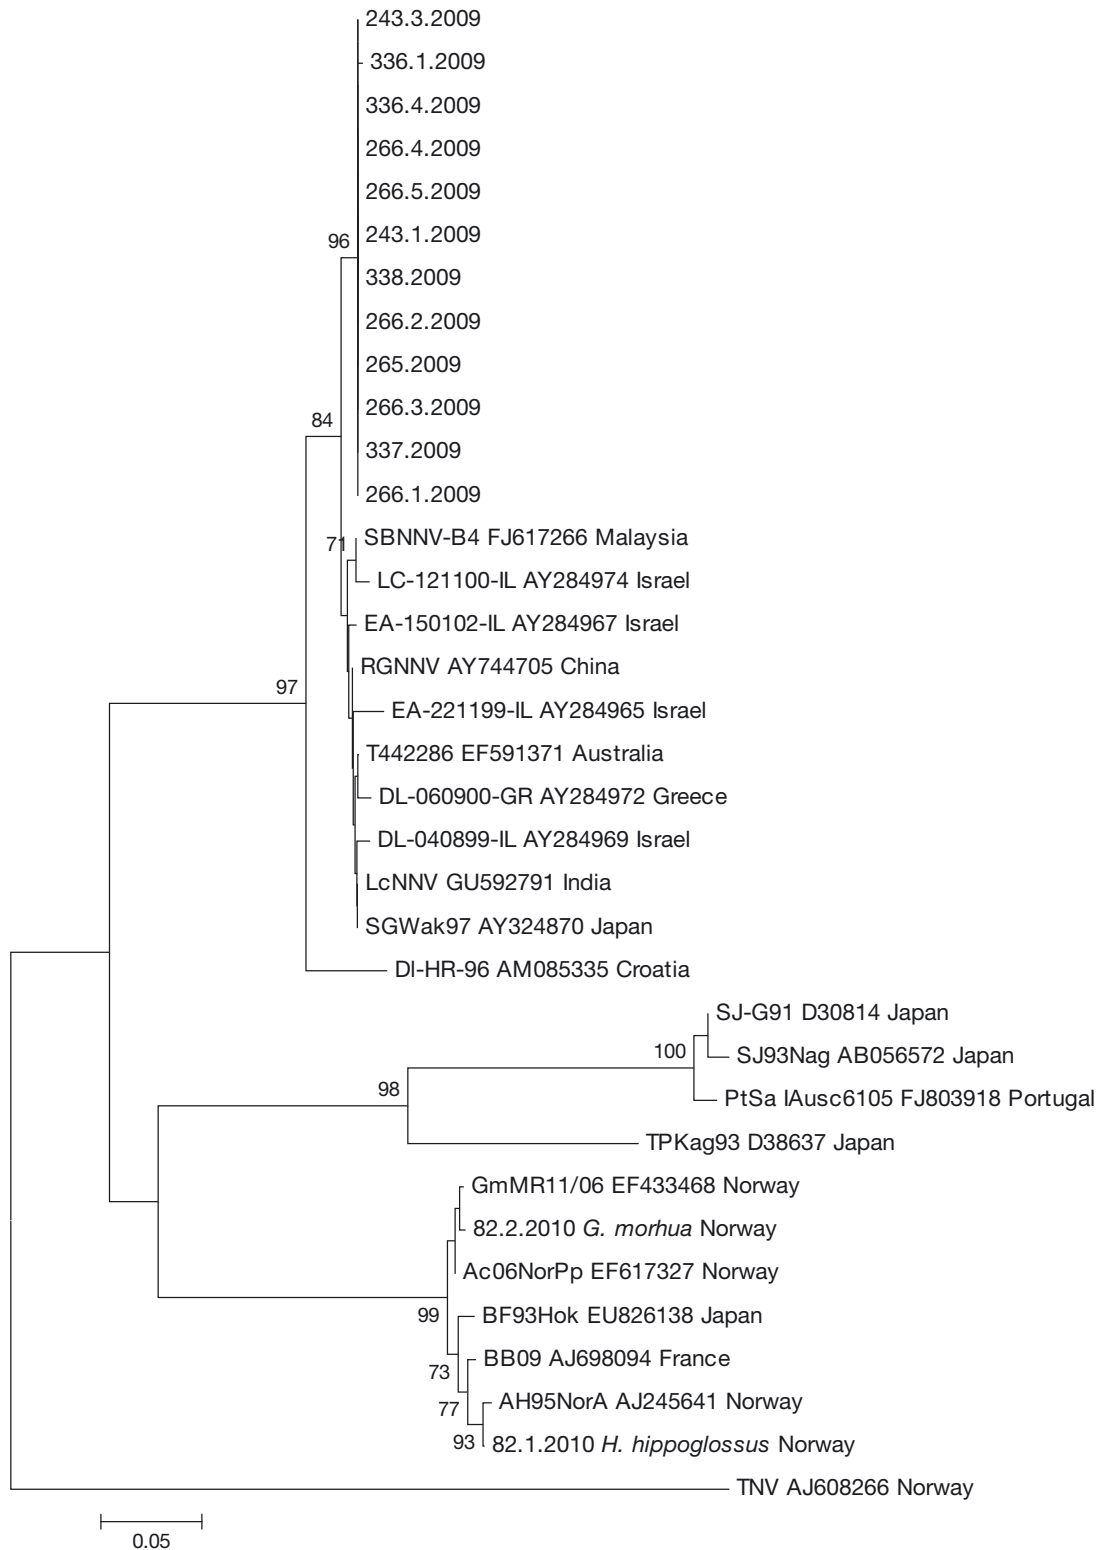 243.3.2009
336.1.2009
336.4.2009
266.4.2009
266.5.2009
243.1.2009
96
338.2009
266.2.2009
265.2009
266.3.2009
84
337.2009
266.1.2009
SBNNV-B4 FJ617266 Malaysia
71
LC-121100-IL AY284974 Israel
EA-150102-IL AY284967 Israel
RGNNV AY744705 China
97
EA-221199-IL AY284965 Israel
T442286 EF591371 Australia
DL-060900-GR AY284972 Greece
DL-040899-IL AY284969 Israel
LcNNV GU592791 India
SGWak97 AY324870 Japan
Dl-HR-96 AM085335 Croatia
SJ-G91 D30814 Japan
100
SJ93Nag AB056572 Japan
98
PtSa IAusc6105 FJ803918 Portugal
TPKag93 D38637 Japan
GmMR11/06 EF433468 Norway
82.2.2010 G. morhua Norway
Ac06NorPp EF617327 Norway
99
BF93Hok EU826138 Japan
BB09 AJ698094 France
73
AH95NorA AJ245641 Norway
77
93
82.1.2010 H. hippoglossus Norway
TNV AJ608266 Norway
0.05